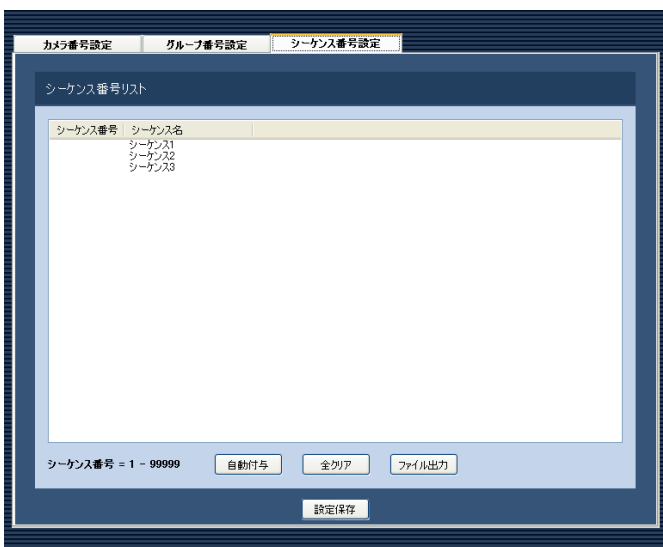 カメラ番号設定 グループ番号設定 シーケンス番号設定
シーケンス番号リスト
シーケンス番号 シーケンス名
シーケンス1
シーケンス2
シーケンス3
シーケンス番号 = 1 - 99999 自動付与 全クリア ファイル出力
設定保存